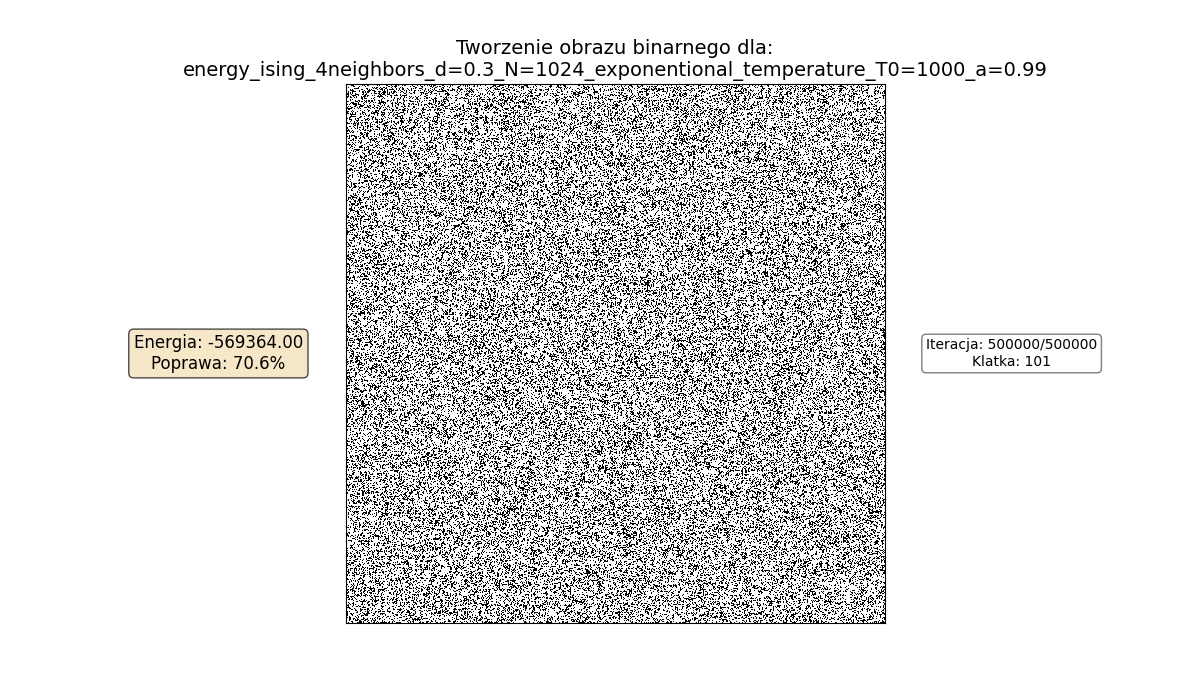 Tworzenie obrazu binarnego dla:
energy_ising_4neighbors_d=0.3_N=1024_exponentional_temperature_T0=1000_a=0.99
Energia: -569364.00
Poprawa: 70.6%
Iteracja: 500000/500000
Klatka: 101